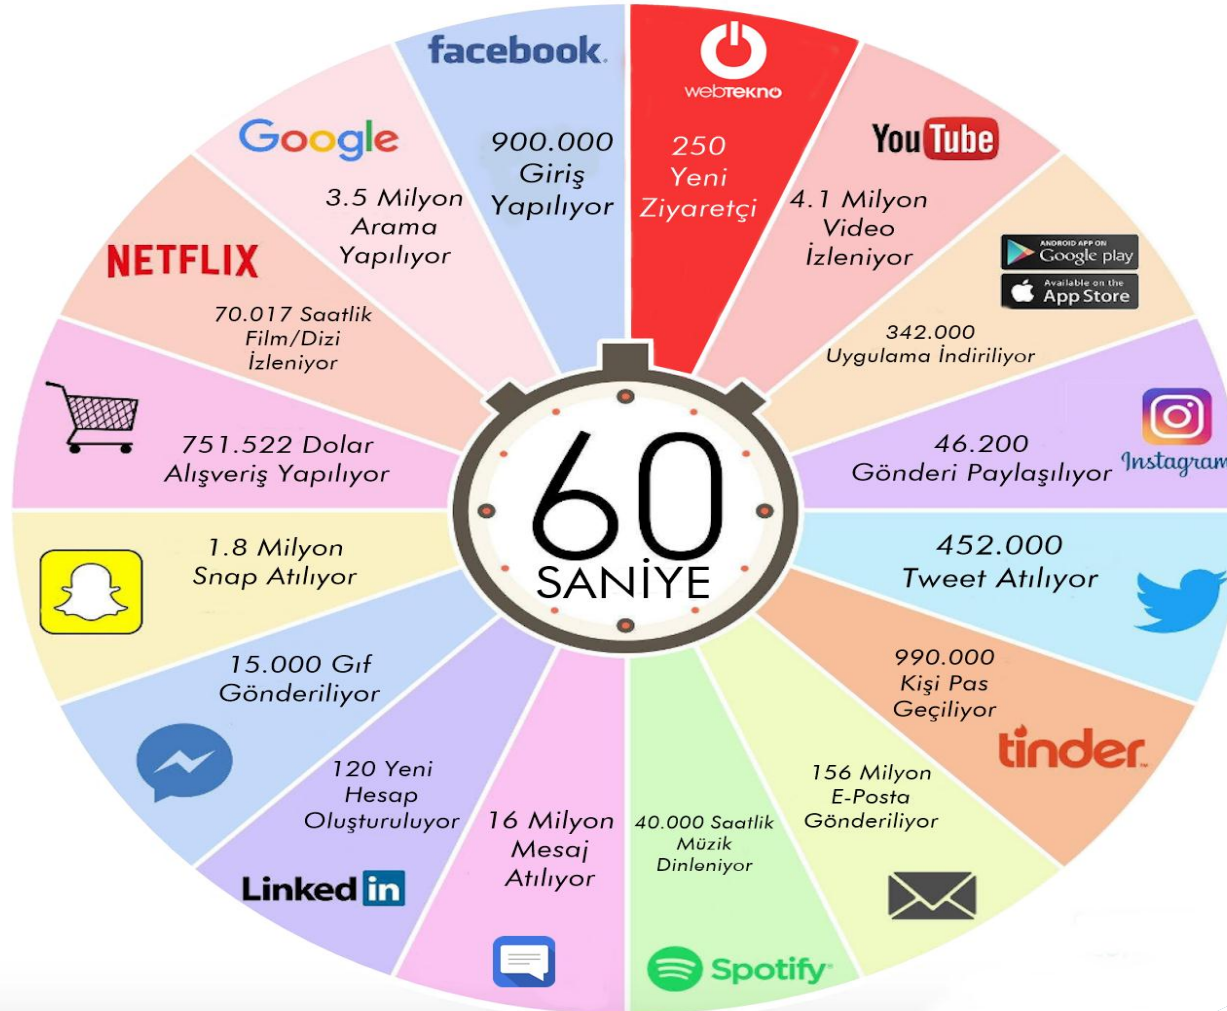 facebook.
900.000
Giriş
Yapılıyor
webtekno
250
Yeni
Ziyaretçi
You Tube
4.1 Milyon
Video
İzleniyor
ANDROID APP ON
Google play
Available on the
App Store
342.000
Uygulama İndiriliyor
Instagram
46.200
Gönderi Paylaşılıyor
452.000
Tweet Atılıyor
990.000
Kişi Pas
Geçiliyor
tinder
156 Milyon
E-Posta
Gönderiliyor
40.000 Saatlik
Müzik
Dinleniyor
Spotify
16 Milyon
Mesaj
Atılıyor
120 Yeni
Hesap
Oluşturuluyor
Linked in
15.000 Gıf
Gönderiliyor
1.8 Milyon
Snap Atılıyor
751.522 Dolar
Alışveriş Yapılıyor
NETFLIX
70.017 Saatlik
Film/Dizi
İzleniyor
Google
3.5 Milyon
Arama
Yapılıyor
60
SANİYE